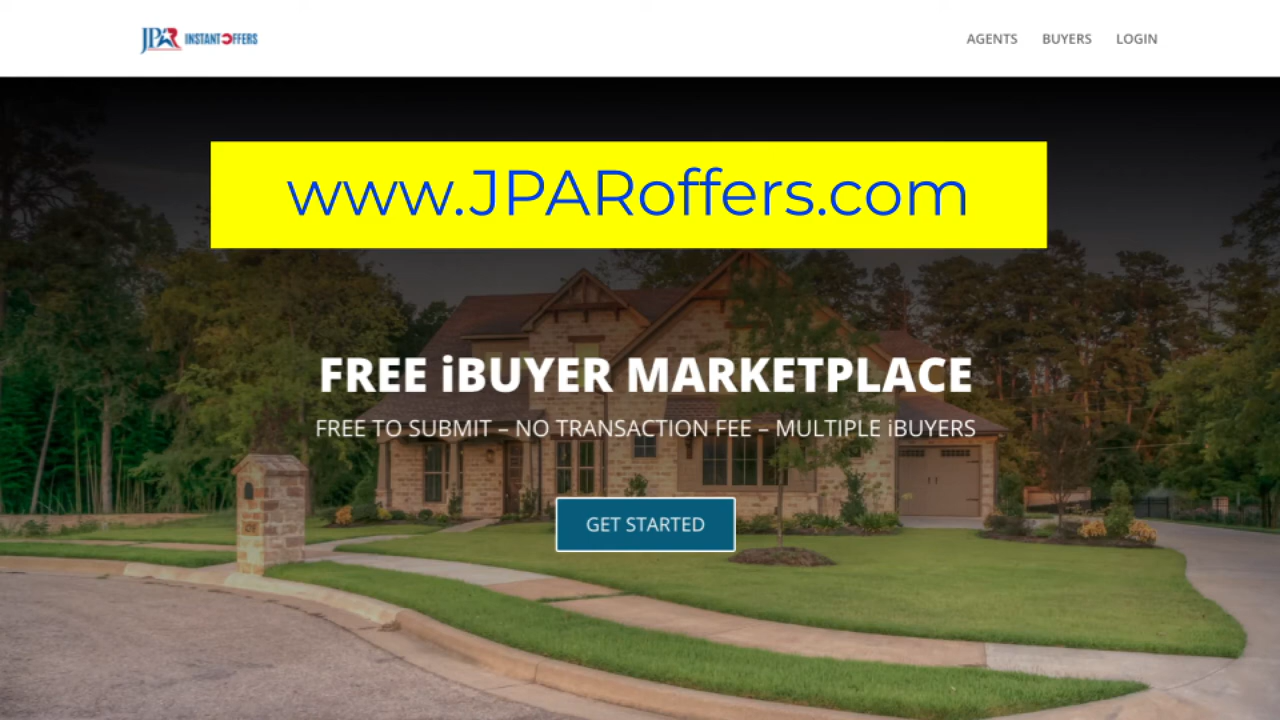 JPAR INSTANT OFFERS
AGENTS BUYERS LOGIN
www.JPARoffers.com
FREE iBUYER MARKETPLACE
FREE TO SUBMIT – NO TRANSACTION FEE – MULTIPLE iBUYERS
GET STARTED